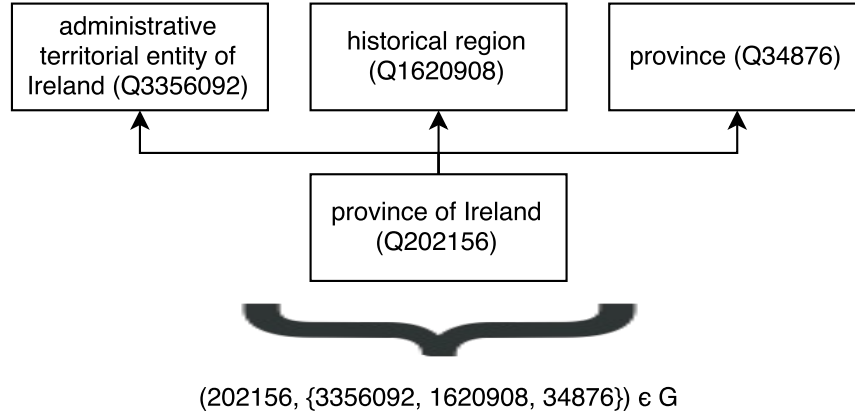 administrative
territorial entity of
Ireland (Q3356092)
historical region
(Q1620908)
province (Q34876)
province of Ireland
(Q202156)
(202156, {3356092, 1620908, 34876}) є G